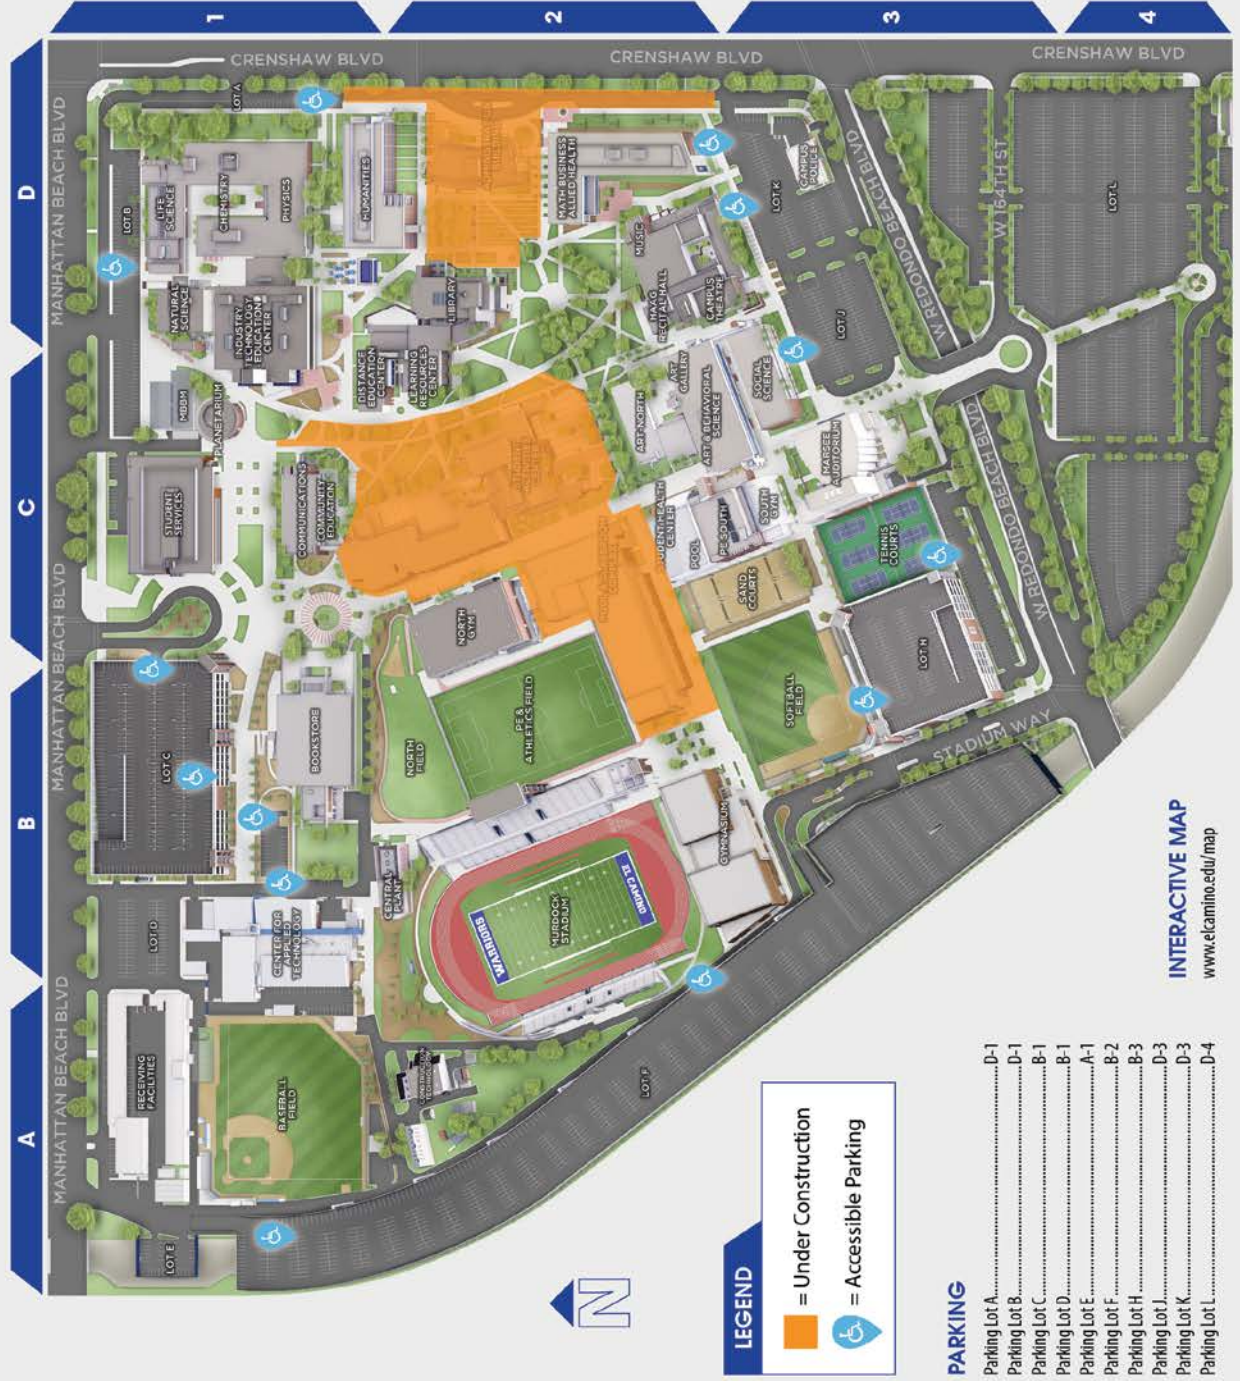 A
B
C
D
1
2
3
4
MANHATTAN BEACH BLVD
MANHATTAN BEACH BLVD
MANHATTAN BEACH BLVD
MANHATTAN BEACH BLVD
CRENSHAW BLVD
CRENSHAW BLVD
CRENSHAW BLVD
W REDONDO BEACH BLVD
W REDONDO BEACH BLVD
W 164TH ST
STADIUM WAY
LOT E
RECEIVING
FACILITIES
BASEBALL
FIELD
CONSTRUCTION
TECHNOLOGY
LOT F
LOT D
CENTER FOR
APPLIED
TECHNOLOGY
CENTRAL
PLANT
WARRIORS
MURDOCK
STADIUM
EL CAMINO
GYMNASIUM
LOT C
BOOKSTORE
NORTH
FIELD
PE &
ATHLETICS FIELD
NORTH
GYM
SOFTBALL
FIELD
LOT H
STUDENT
SERVICES
COMMUNICATIONS
COMMUNITY
EDUCATION
SAND
COURTS
TENNIS
COURTS
HEALTH
CENTER
POOL
PE SOUTH
SOUTH
GYM
MARSEE
AUDITORIUM
MBBM
PLANETARIUM
DISTANCE
EDUCATION
CENTER
LEARNING
RESOURCES
CENTER
ART NORTH
ART
GALLERY
ART & BEHAVIORAL
SCIENCE
SOCIAL
SCIENCE
NATURAL
SCIENCE
INDUSTRY
TECHNOLOGY
EDUCATION
CENTER
LIBRARY
MUSIC
HAAG
RECITAL HALL
CAMPUS
THEATRE
LOT J
LOT B
LIFE
SCIENCE
CHEMISTRY
PHYSICS
HUMANITIES
MATH BUSINESS
ALLIED HEALTH
LOT K
CAMPUS
POLICE
LOT A
LOT L
N
LEGEND
= Under Construction
= Accessible Parking
PARKING
Parking Lot A..........D-1
Parking Lot B..........D-1
Parking Lot C..........B-1
Parking Lot D..........B-1
Parking Lot E..........A-1
Parking Lot F..........B-2
Parking Lot H..........B-3
Parking Lot J..........D-3
Parking Lot K..........D-3
Parking Lot L..........D-4
INTERACTIVE MAP
www.elcamino.edu/map